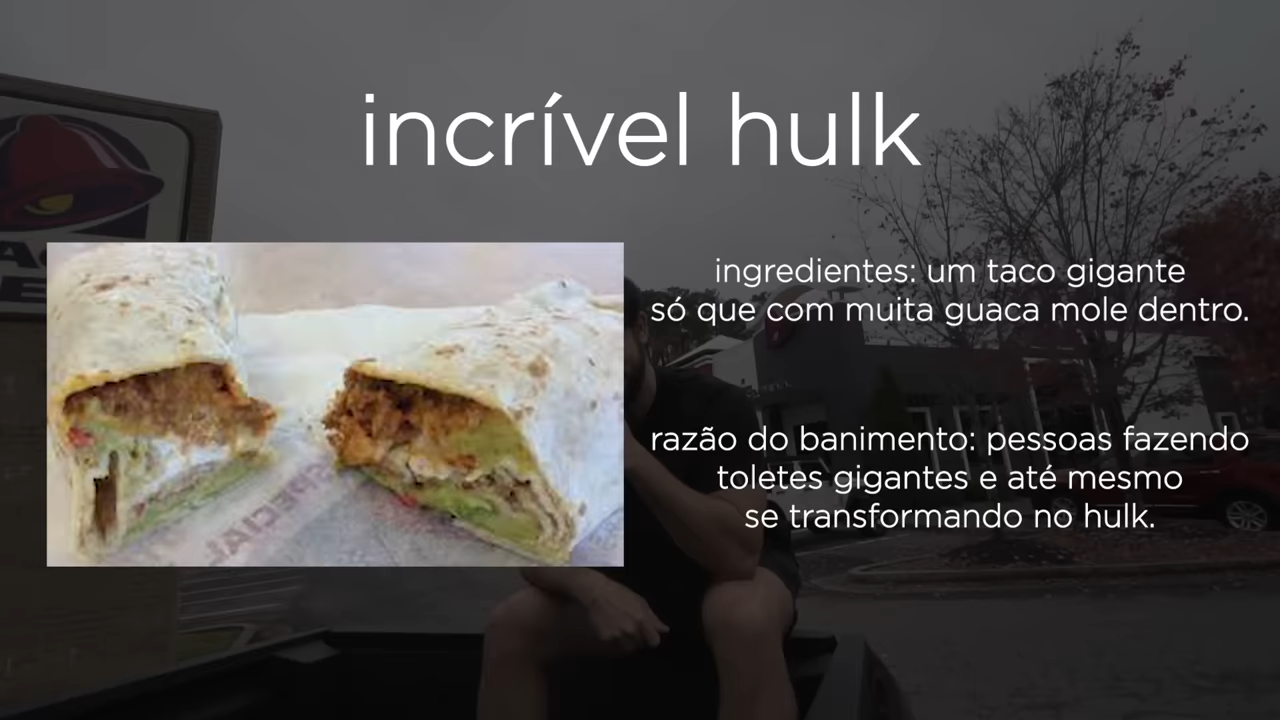 incrível hulk
ingredientes: um taco gigante
só que com muita guaca mole dentro.
razão do banimento: pessoas fazendo
toletes gigantes e até mesmo
se transformando no hulk.
SPECIAL